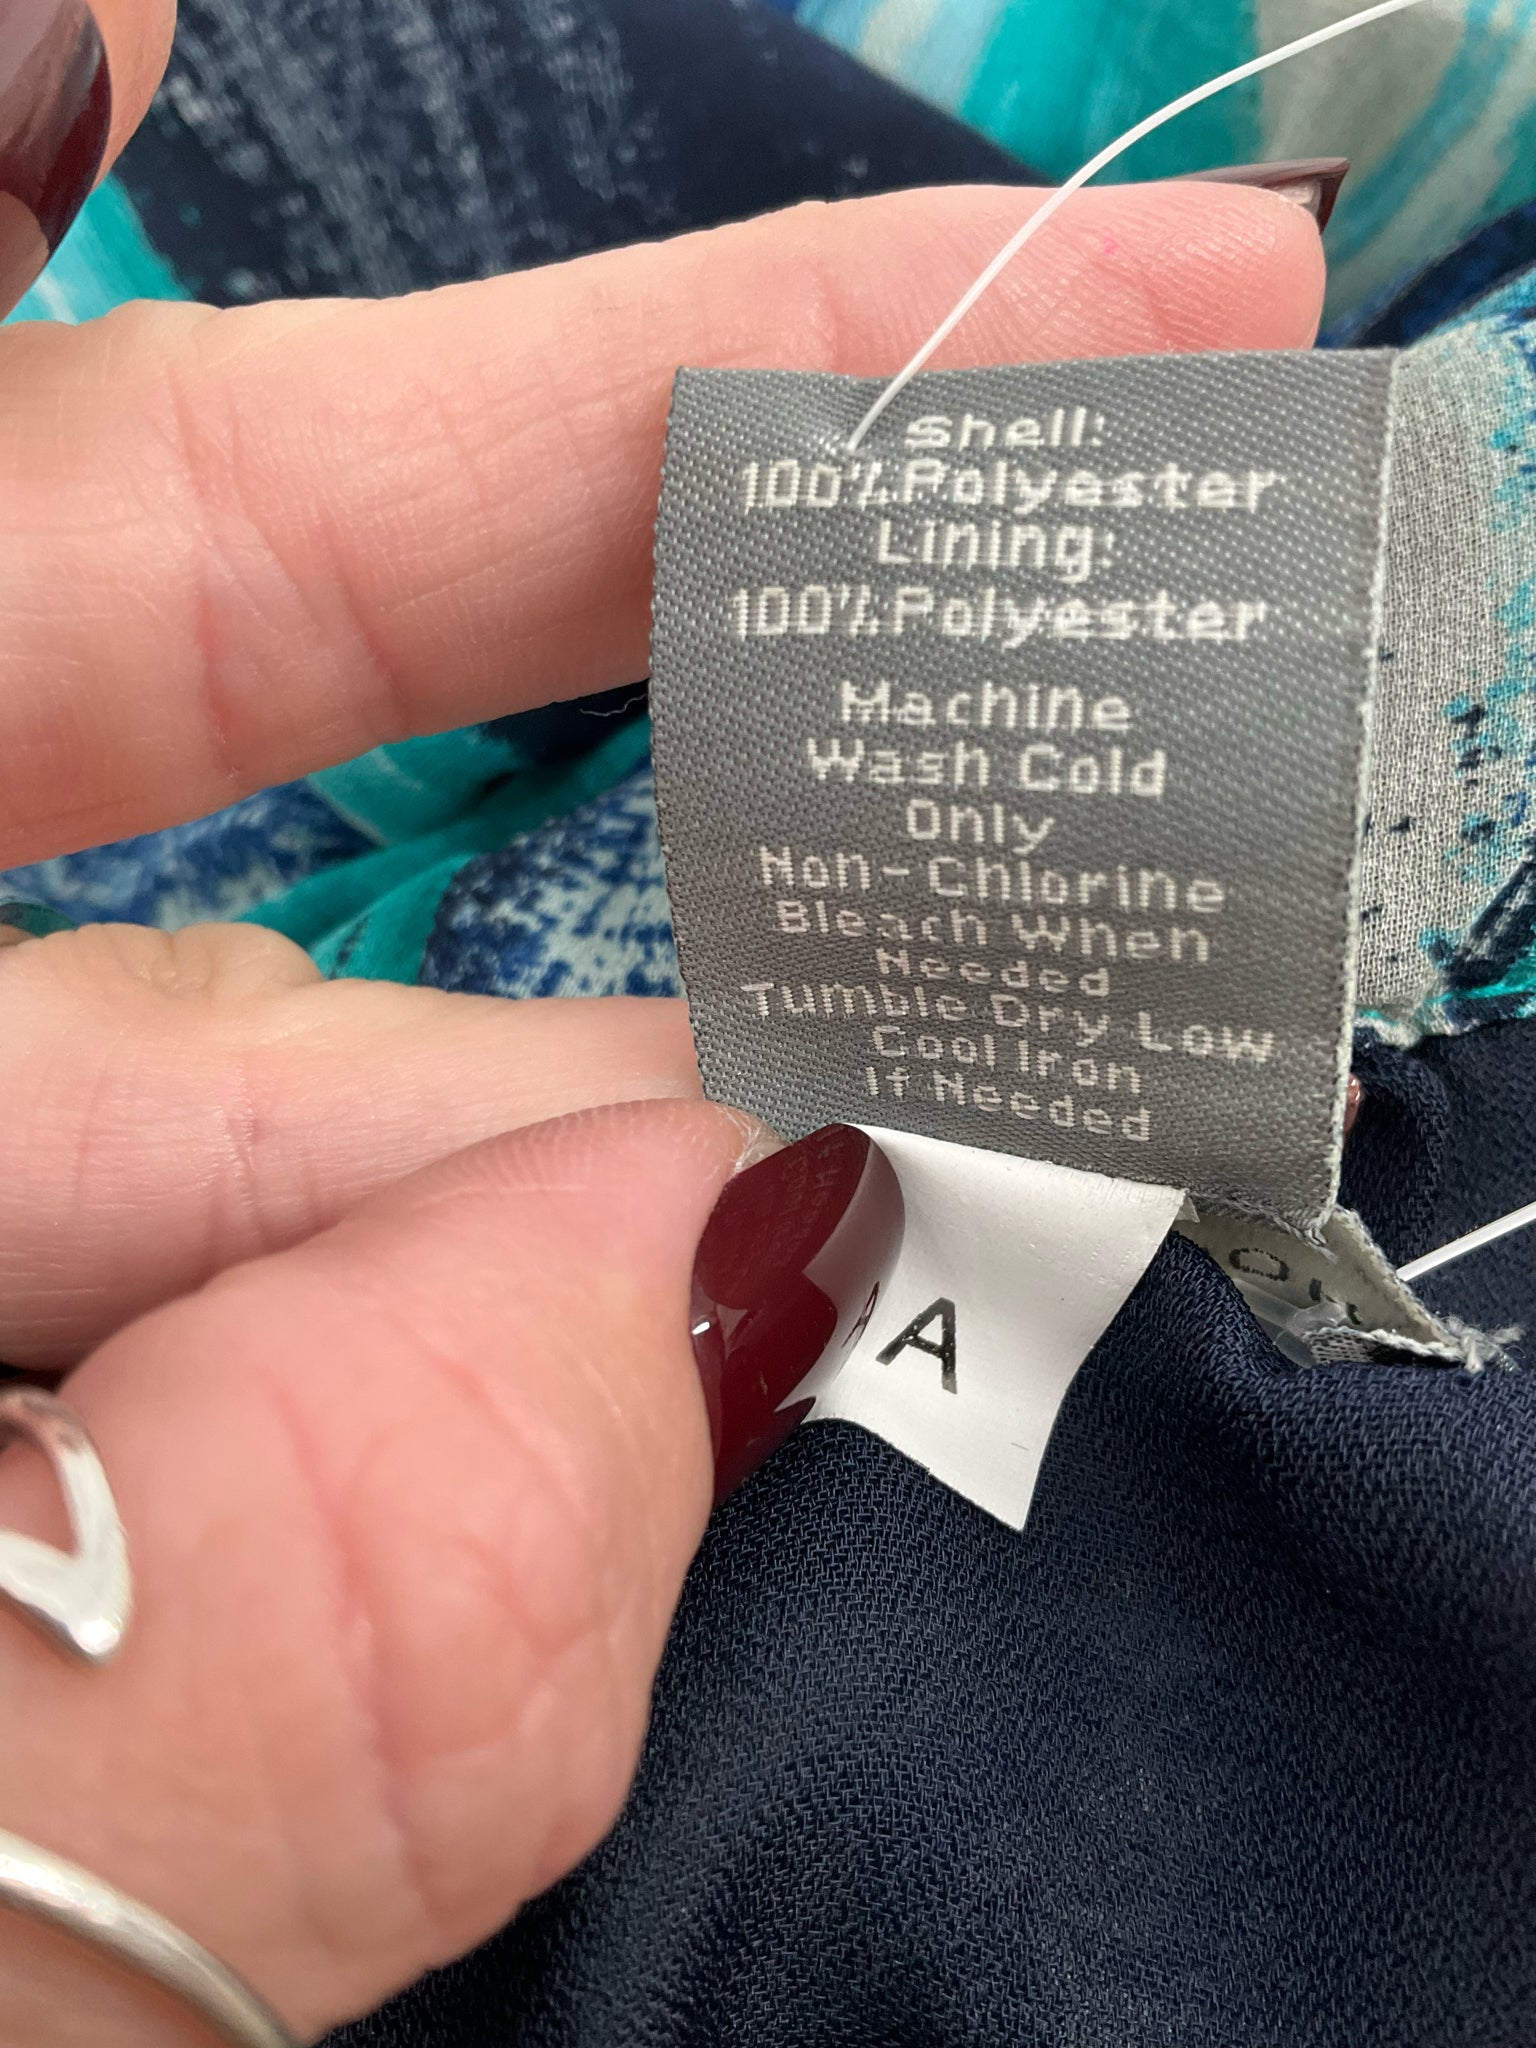 Shell:
100% Polyester
Lining:
100% Polyester
Machine
Wash Cold
Only
Non-Chlorine
Bleach When
Needed
Tumble Dry Low
Cool Iron
If Needed
A